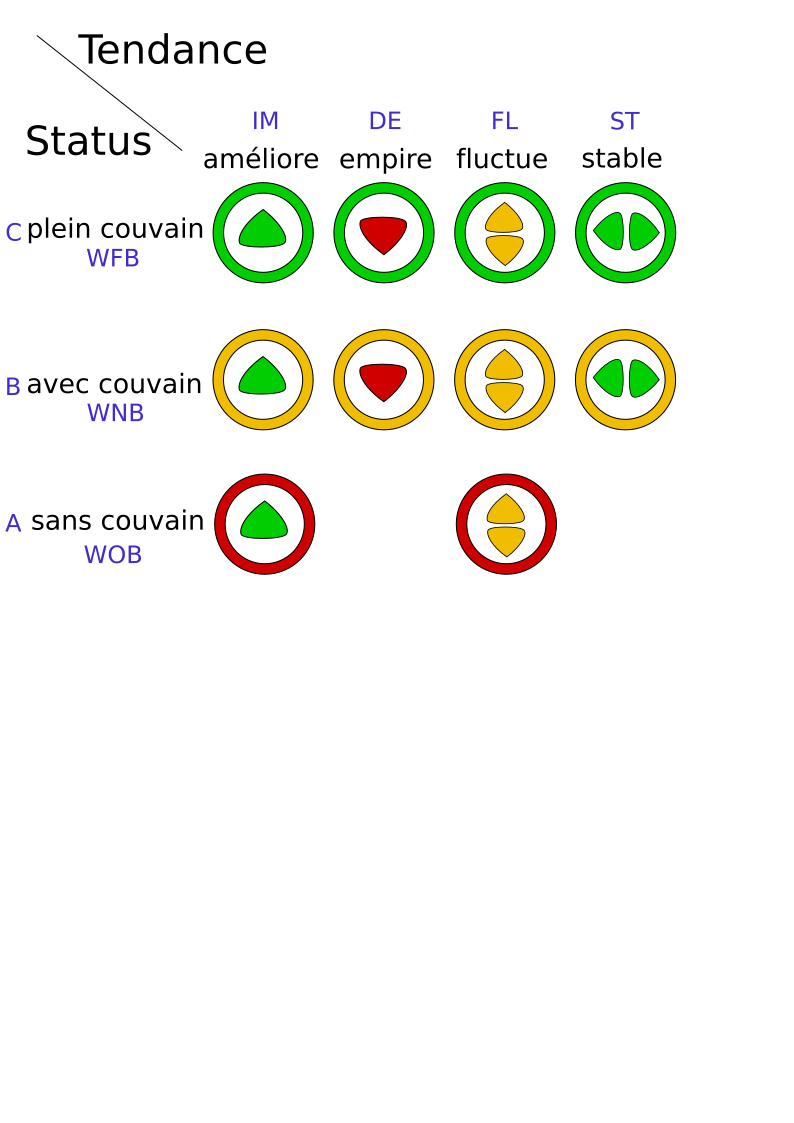 Tendance
Status
IM DE FL ST
améliore empire fluctue stable
C plein couvain
WFB
B avec couvain
WNB
A sans couvain
WOB